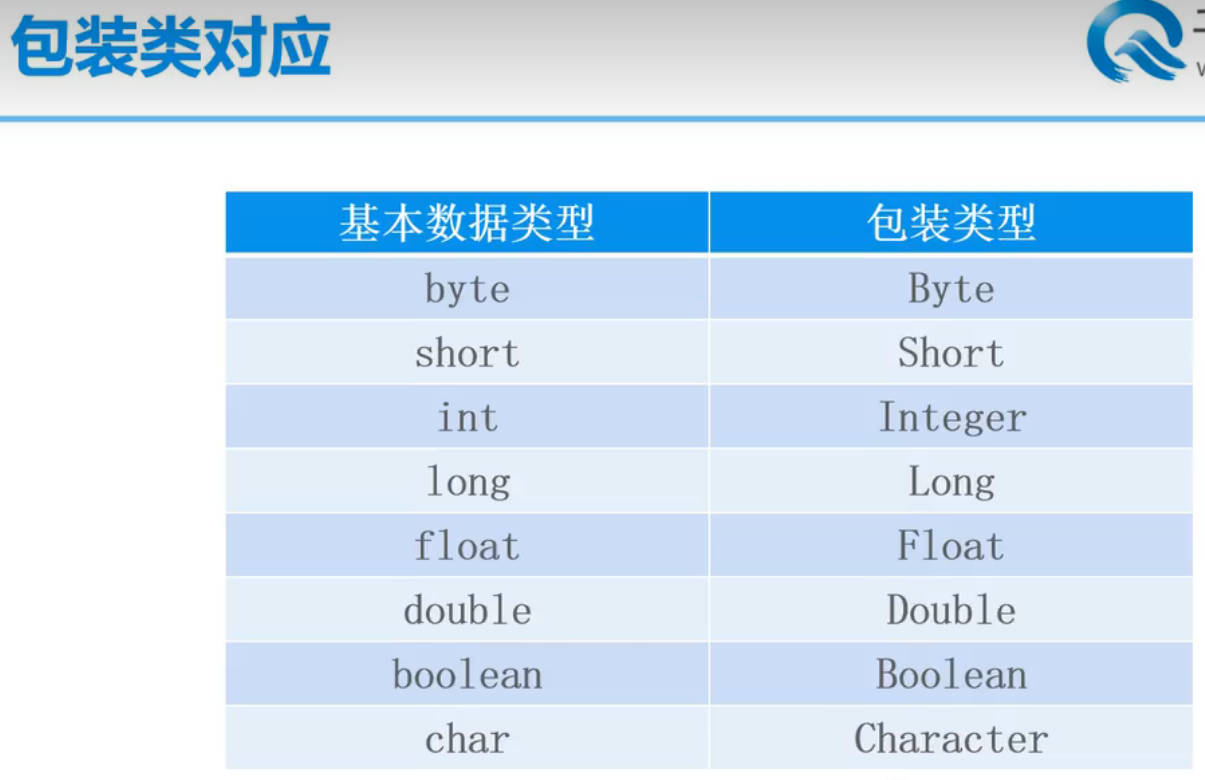 包装类对应
基本数据类型 包装类型
byte Byte
short Short
int Integer
long Long
float Float
double Double
boolean Boolean
char Character